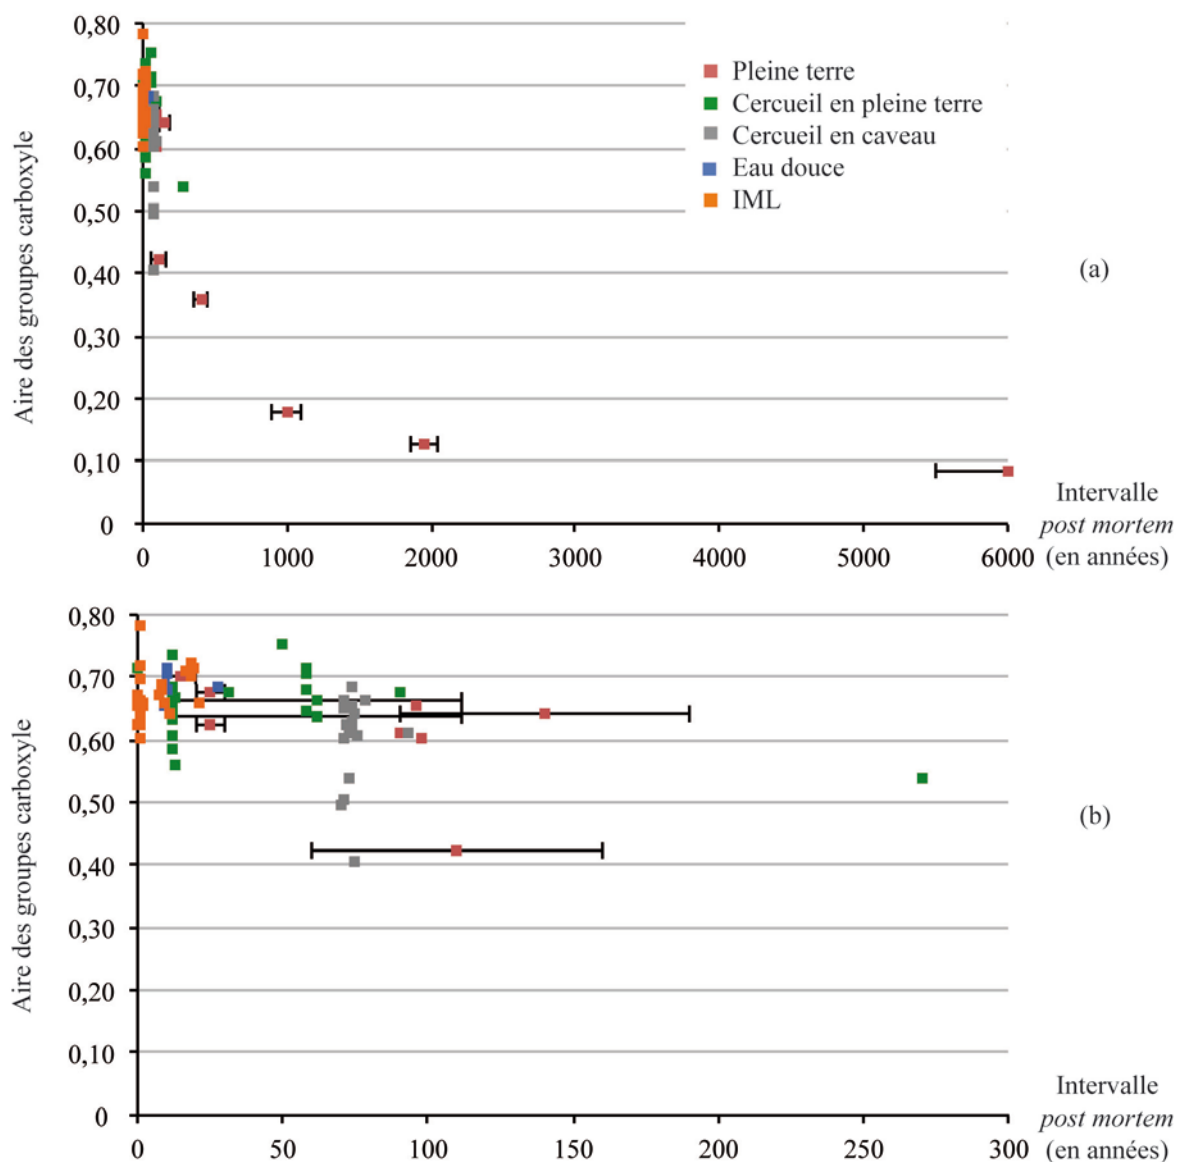 0,80
0,70
0,60
0,50
0,40
0,30
0,20
0,10
0
Aire des groupes carboxyle
Pleine terre
Cercueil en pleine terre
Cercueil en caveau
Eau douce
IML
(a)
0 1000 2000 3000 4000 5000 6000
Intervalle
post mortem
(en années)
0,80
0,70
0,60
0,50
0,40
0,30
0,20
0,10
0
Aire des groupes carboxyle
(b)
0 50 100 150 200 250 300
Intervalle
post mortem
(en années)